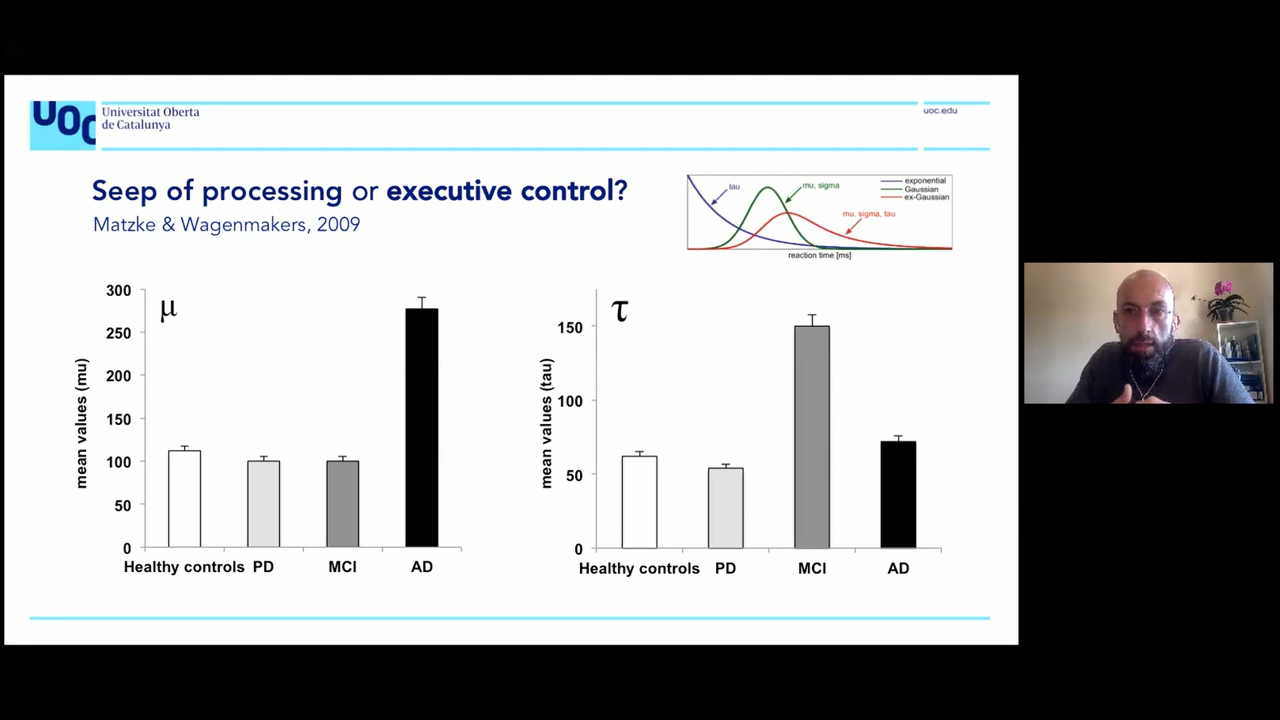 UOC
Universitat Oberta
de Catalunya
uoc.edu
Seep of processing or executive control?
Matzke & Wagenmakers, 2009
tau
mu, sigma
mu, sigma, tau
exponential
Gaussian
ex-Gaussian
reaction time [ms]
μ
mean values (mu)
300
250
200
150
100
50
0
Healthy controls PD MCI AD
τ
mean values (tau)
150
100
50
0
Healthy controls PD MCI AD